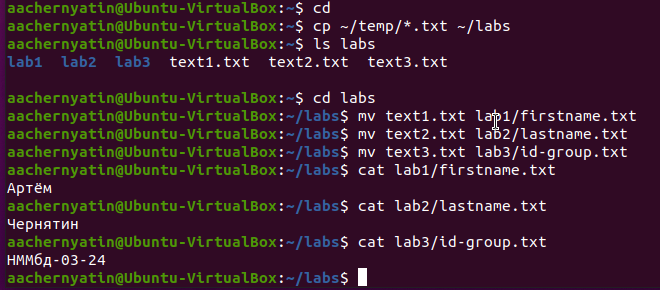 aachernyatin@Ubuntu-VirtualBox:~$ cd
aachernyatin@Ubuntu-VirtualBox:~$ cp ~/temp/*.txt ~/labs
aachernyatin@Ubuntu-VirtualBox:~$ ls labs
lab1  lab2  lab3  text1.txt  text2.txt  text3.txt
aachernyatin@Ubuntu-VirtualBox:~$ cd labs
aachernyatin@Ubuntu-VirtualBox:~/labs$ mv text1.txt lab1/firstname.txt
aachernyatin@Ubuntu-VirtualBox:~/labs$ mv text2.txt lab2/lastname.txt
aachernyatin@Ubuntu-VirtualBox:~/labs$ mv text3.txt lab3/id-group.txt
aachernyatin@Ubuntu-VirtualBox:~/labs$ cat lab1/firstname.txt
Артём
aachernyatin@Ubuntu-VirtualBox:~/labs$ cat lab2/lastname.txt
Чернятин
aachernyatin@Ubuntu-VirtualBox:~/labs$ cat lab3/id-group.txt
НММбд-03-24
aachernyatin@Ubuntu-VirtualBox:~/labs$